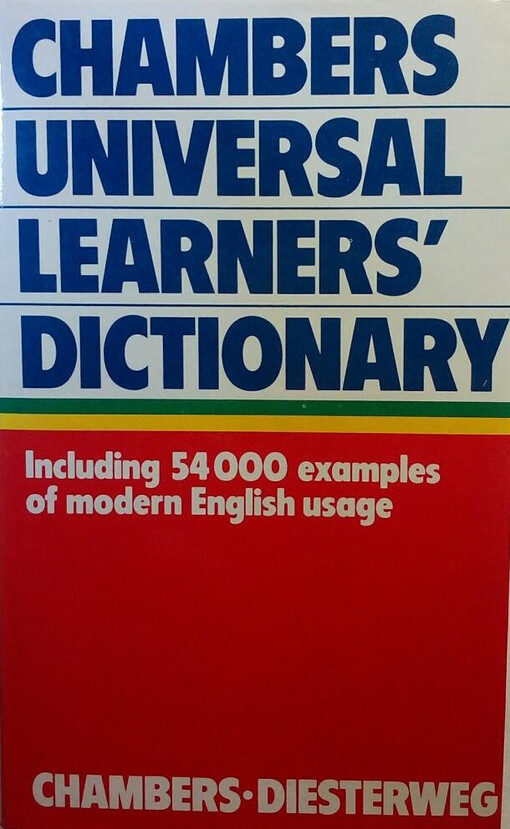 CHAMBERS
UNIVERSAL
LEARNERS'
DICTIONARY
Including 54000 examples
of modern English usage
CHAMBERS·DIESTERWEG